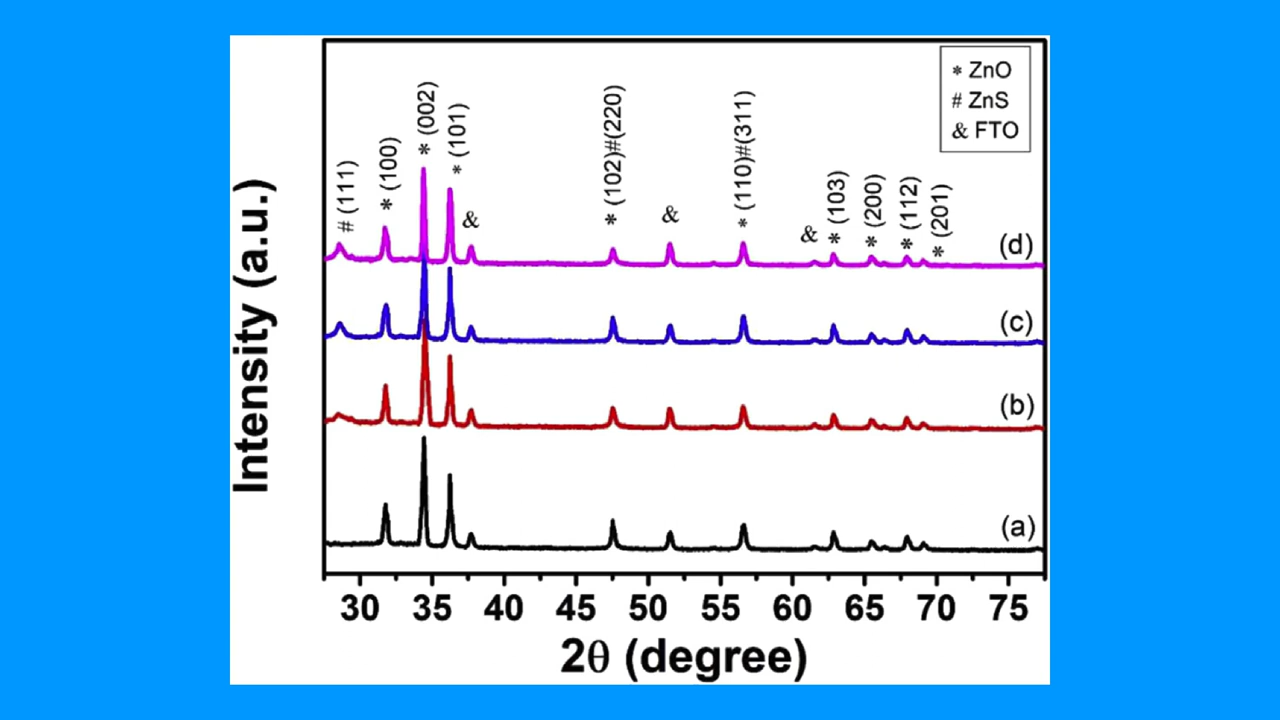 * ZnO
# ZnS
& FTO
# (111)
* (100)
* (002)
* (101)
&
* (102)#(220)
&
* (110)#(311)
&
* (103)
* (200)
* (112)
* (201)
(d)
(c)
(b)
(a)
Intensity (a.u.)
30 35 40 45 50 55 60 65 70 75
2θ (degree)